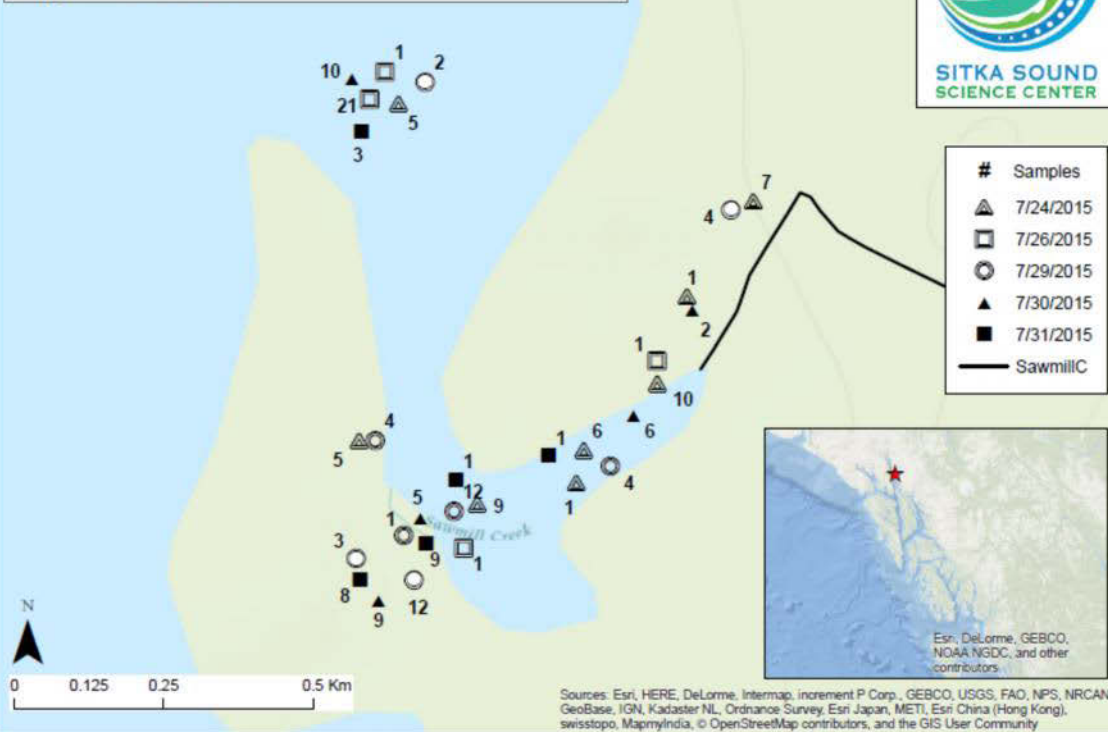 SITKA SOUND
SCIENCE CENTER
1
2
10
21
5
3
# Samples
7/24/2015
7/26/2015
7/29/2015
7/30/2015
7/31/2015
SawmillC
7
4
1
2
1
10
4
5
1
6
6
1
12
9
4
1
5
1
Sawmill Creek
3
9
1
8
9
12
N
0 0.125 0.25 0.5 Km
Esri, DeLorme, GEBCO,
NOAA NGDC, and other
contributors
Sources: Esri, HERE, DeLorme, Intermap, increment P Corp., GEBCO, USGS, FAO, NPS, NRCAN,
GeoBase, IGN, Kadaster NL, Ordnance Survey, Esri Japan, METI, Esri China (Hong Kong),
swisstopo, MapmyIndia, © OpenStreetMap contributors, and the GIS User Community